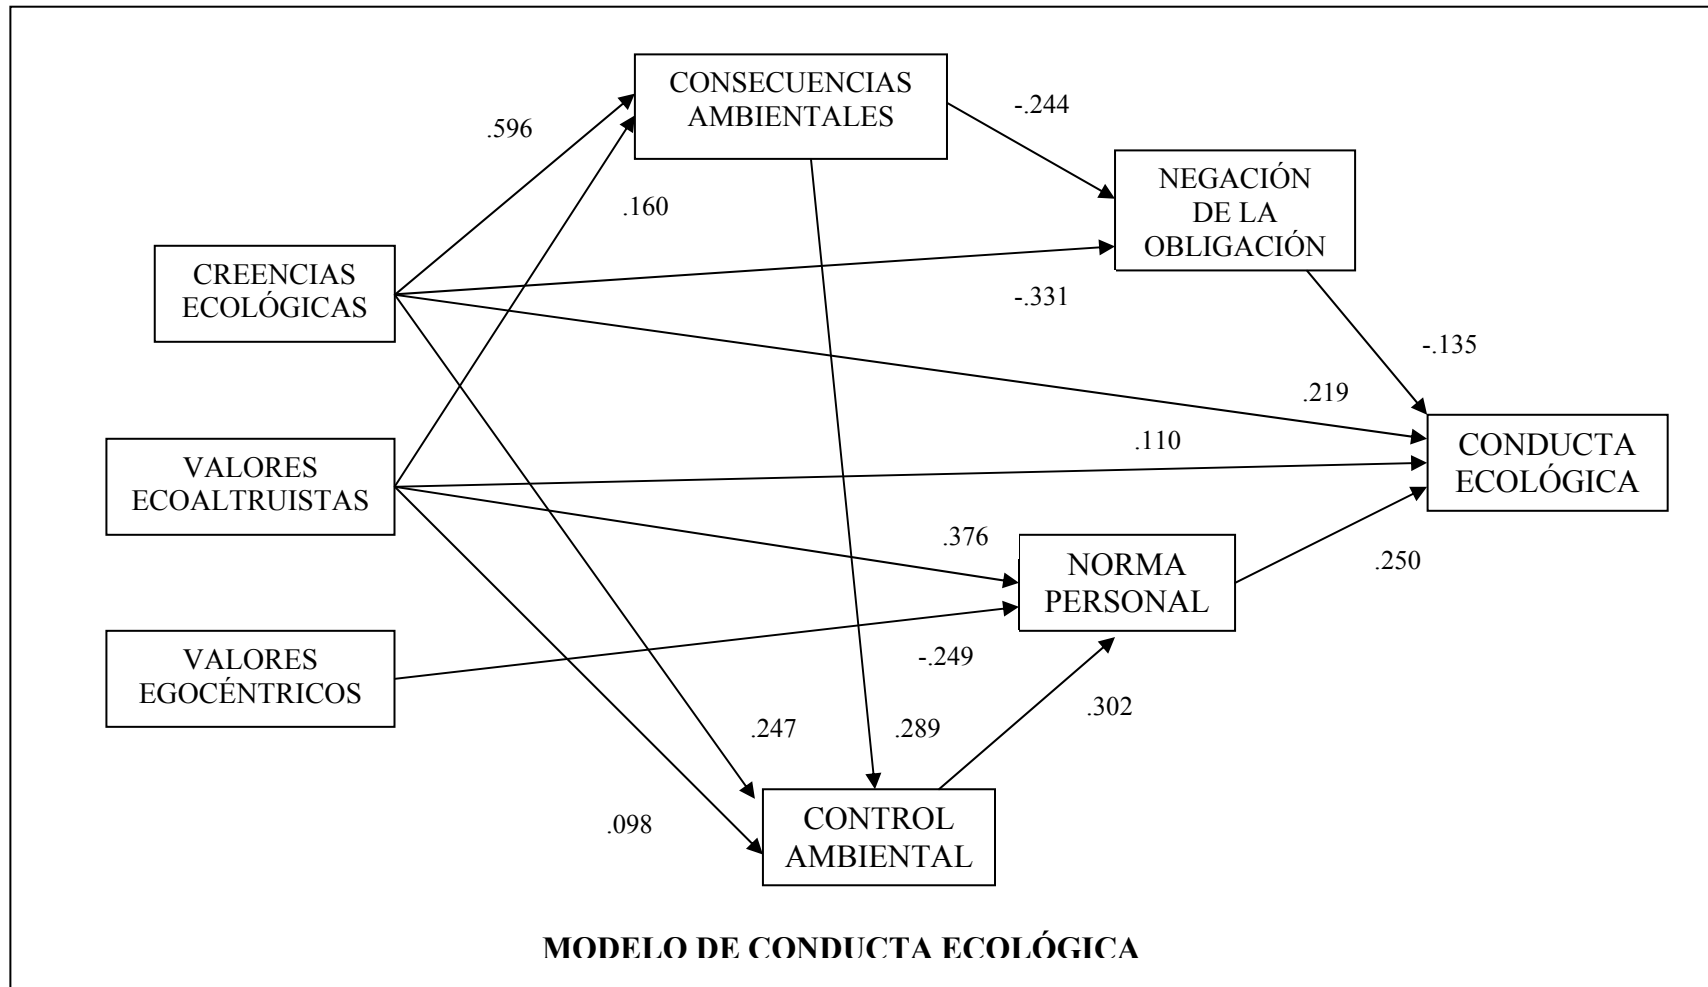 CONSECUENCIAS
AMBIENTALES
-.244
.596
NEGACIÓN
DE LA
OBLIGACIÓN
.160
CREENCIAS
ECOLÓGICAS
-.331
-.135
.219
.110
CONDUCTA
ECOLÓGICA
VALORES
ECOALTRUISTAS
.376
NORMA
PERSONAL
.250
VALORES
EGOCÉNTRICOS
-.249
.302
.247
.289
.098
CONTROL
AMBIENTAL
MODELO DE CONDUCTA ECOLÓGICA